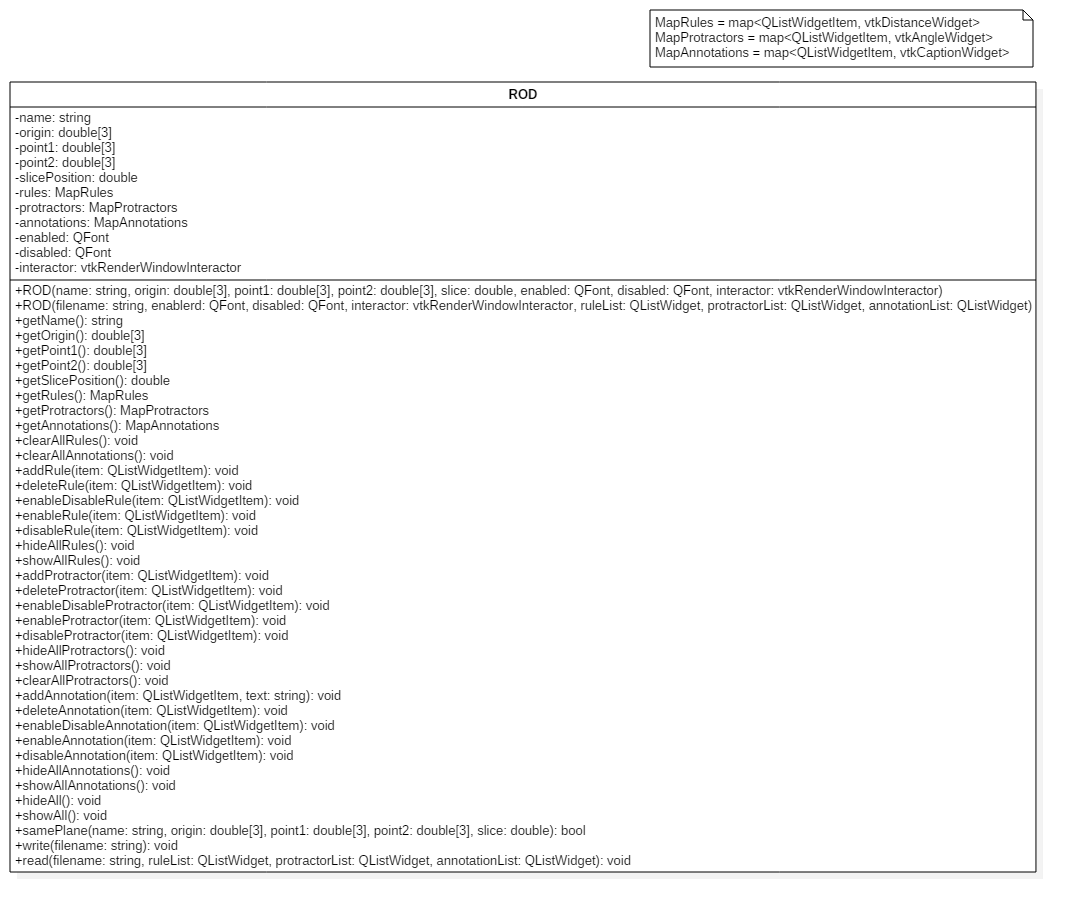 MapRules = map<QListWidgetItem, vtkDistanceWidget>
MapProtractors = map<QListWidgetItem, vtkAngleWidget>
MapAnnotations = map<QListWidgetItem, vtkCaptionWidget>
ROD
-name: string
-origin: double[3]
-point1: double[3]
-point2: double[3]
-slicePosition: double
-rules: MapRules
-protractors: MapProtractors
-annotations: MapAnnotations
-enabled: QFont
-disabled: QFont
-interactor: vtkRenderWindowInteractor
+ROD(name: string, origin: double[3], point1: double[3], point2: double[3], slice: double, enabled: QFont, disabled: QFont, interactor: vtkRenderWindowInteractor)
+ROD(filename: string, enablerd: QFont, disabled: QFont, interactor: vtkRenderWindowInteractor, ruleList: QListWidget, protractorList: QListWidget, annotationList: QListWidget)
+getName(): string
+getOrigin(): double[3]
+getPoint1(): double[3]
+getPoint2(): double[3]
+getSlicePosition(): double
+getRules(): MapRules
+getProtractors(): MapProtractors
+getAnnotations(): MapAnnotations
+clearAllRules(): void
+clearAllAnnotations(): void
+addRule(item: QListWidgetItem): void
+deleteRule(item: QListWidgetItem): void
+enableDisableRule(item: QListWidgetItem): void
+enableRule(item: QListWidgetItem): void
+disableRule(item: QListWidgetItem): void
+hideAllRules(): void
+showAllRules(): void
+addProtractor(item: QListWidgetItem): void
+deleteProtractor(item: QListWidgetItem): void
+enableDisableProtractor(item: QListWidgetItem): void
+enableProtractor(item: QListWidgetItem): void
+disableProtractor(item: QListWidgetItem): void
+hideAllProtractors(): void
+showAllProtractors(): void
+clearAllProtractors(): void
+addAnnotation(item: QListWidgetItem, text: string): void
+deleteAnnotation(item: QListWidgetItem): void
+enableDisableAnnotation(item: QListWidgetItem): void
+enableAnnotation(item: QListWidgetItem): void
+disableAnnotation(item: QListWidgetItem): void
+hideAllAnnotations(): void
+showAllAnnotations(): void
+hideAll(): void
+showAll(): void
+samePlane(name: string, origin: double[3], point1: double[3], point2: double[3], slice: double): bool
+write(filename: string): void
+read(filename: string, ruleList: QListWidget, protractorList: QListWidget, annotationList: QListWidget): void